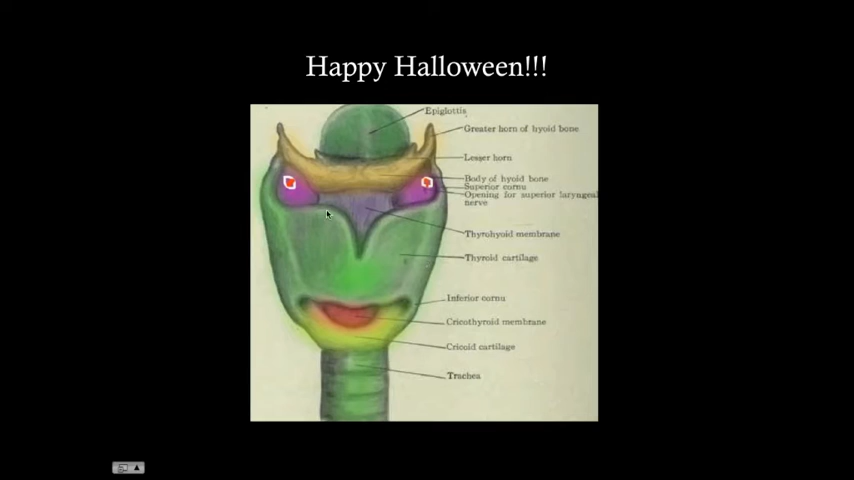 Happy Halloween!!!
Epiglottis
Greater horn of hyoid bone
Lesser horn
Body of hyoid bone
Superior cornu
Opening for superior laryngeal
nerve
Thyrohyoid membrane
Thyroid cartilage
Inferior cornu
Cricothyroid membrane
Cricoid cartilage
Trachea